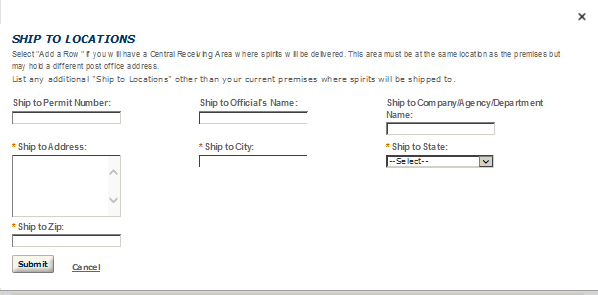 SHIP TO LOCATIONS
Select "Add a Row" if you will have a Central Receiving Area where spirits will be delivered. This area must be at the same location as the premises but
may hold a different post office address.
List any additional "Ship to Locations" other than your current premises where spirits will be shipped to.
Ship to Permit Number: Ship to Official's Name: Ship to Company/Agency/Department
Name:
* Ship to Address: * Ship to City: * Ship to State:
--Select--
* Ship to Zip:
Submit Cancel